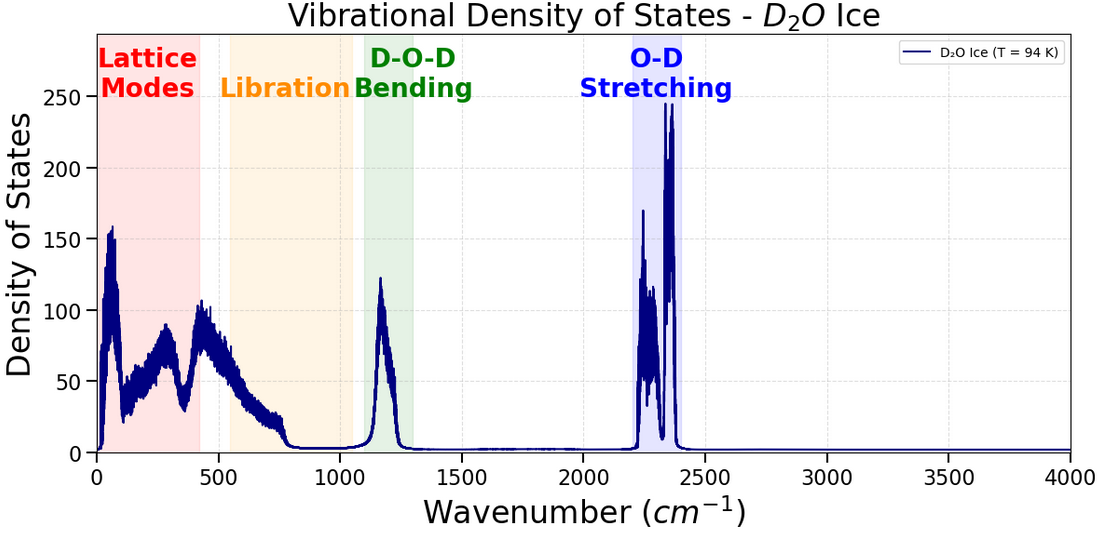 Vibrational Density of States - D₂O Ice
Lattice
Modes
Libration
D-O-D
Bending
O-D
Stretching
D₂O Ice (T = 94 K)
Density of States
250
200
150
100
50
0
0 500 1000 1500 2000 2500 3000 3500 4000
Wavenumber (cm⁻¹)